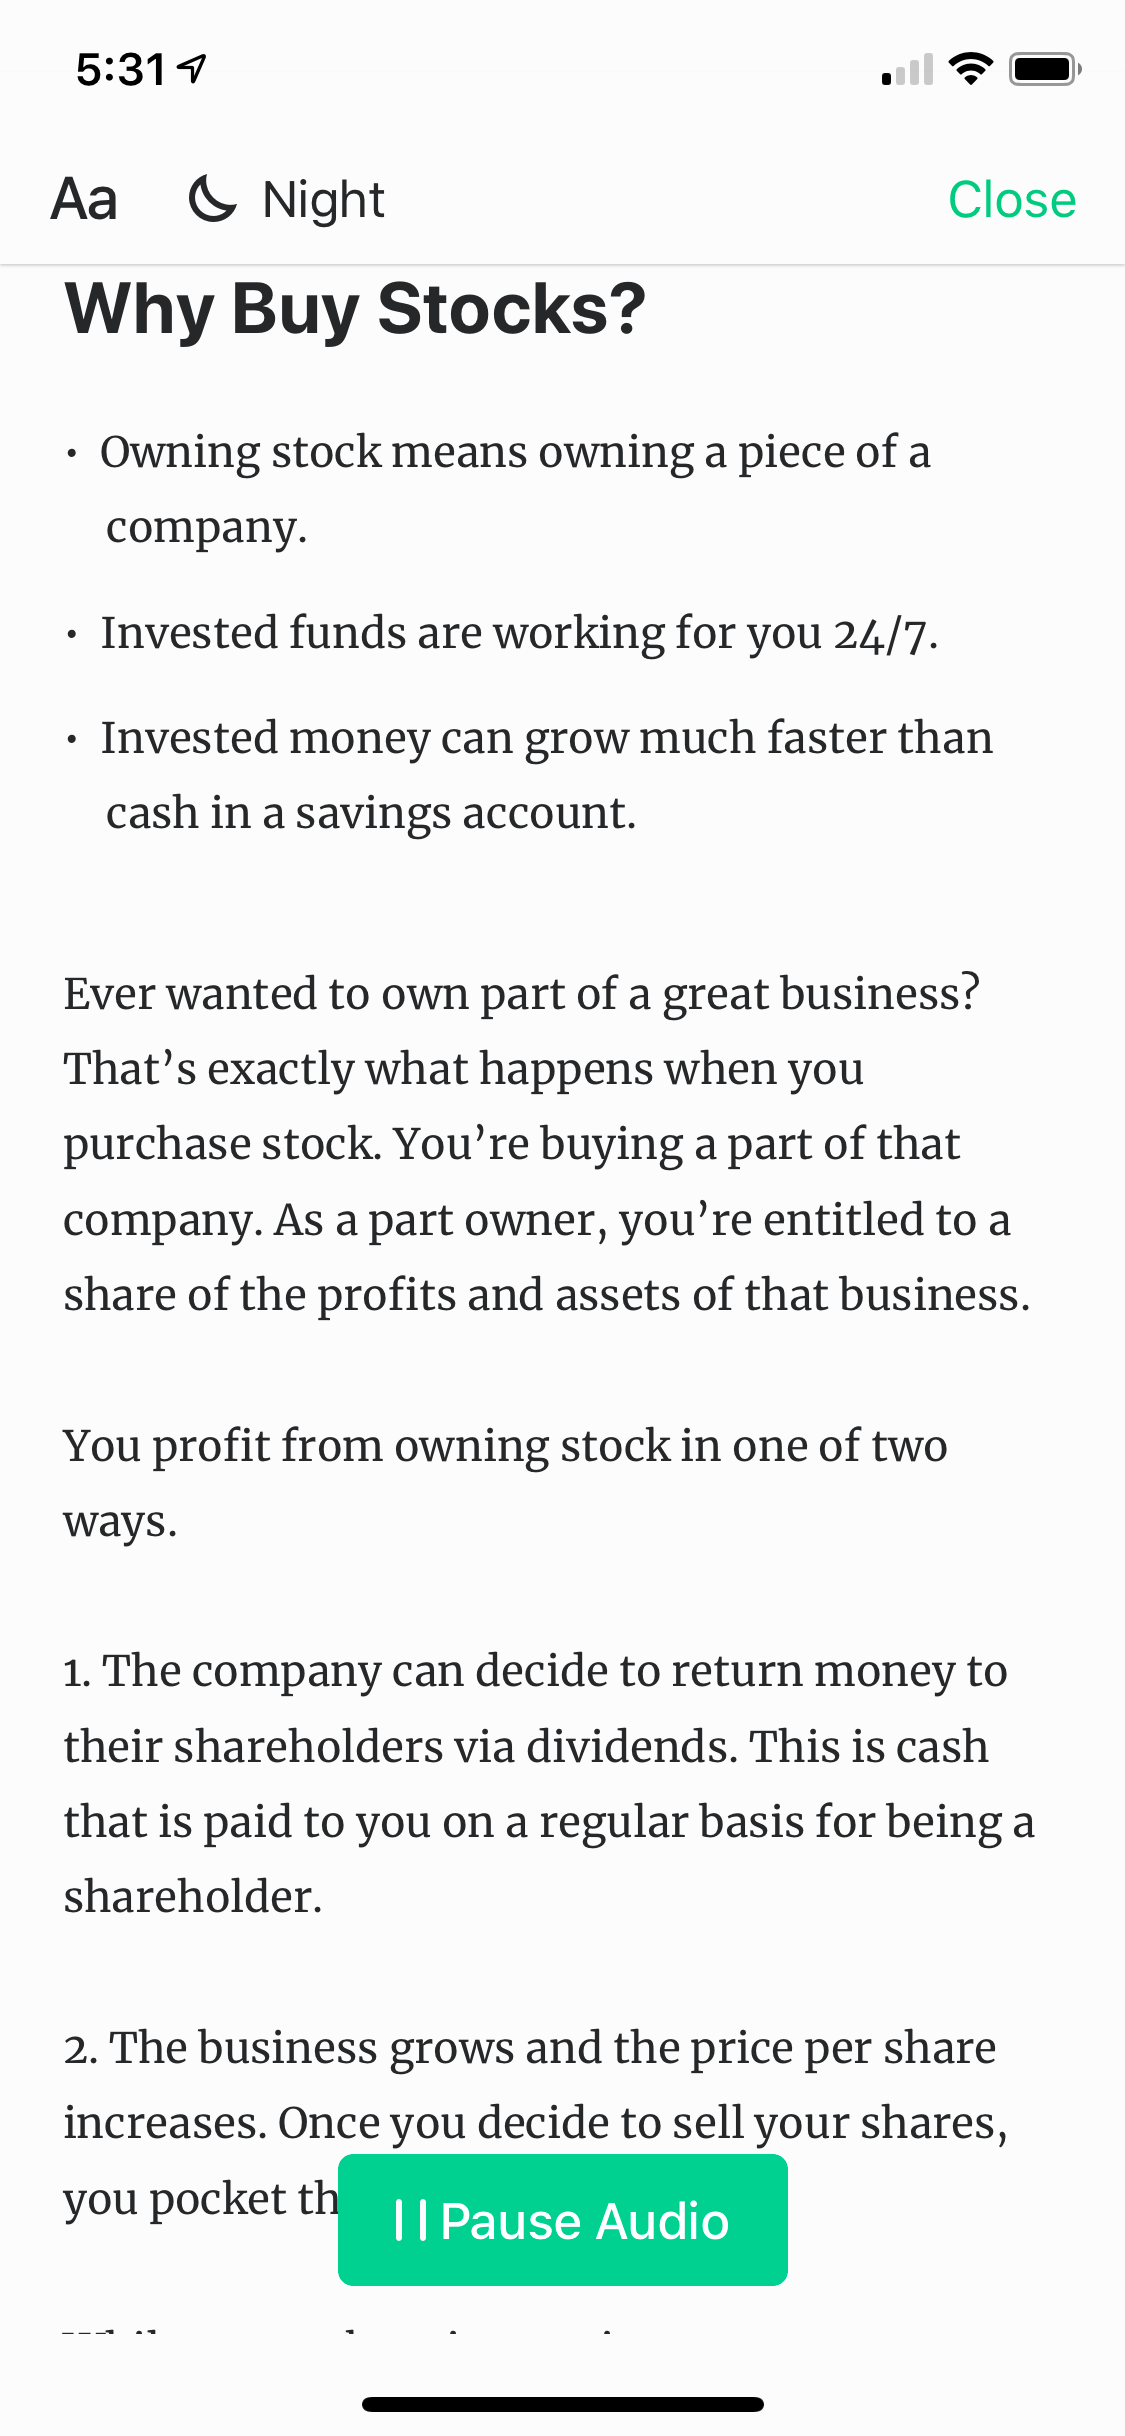 5:31
Aa Night Close
Why Buy Stocks?
• Owning stock means owning a piece of a
company.
• Invested funds are working for you 24/7.
• Invested money can grow much faster than
cash in a savings account.
Ever wanted to own part of a great business?
That’s exactly what happens when you
purchase stock. You’re buying a part of that
company. As a part owner, you’re entitled to a
share of the profits and assets of that business.
You profit from owning stock in one of two
ways.
1. The company can decide to return money to
their shareholders via dividends. This is cash
that is paid to you on a regular basis for being a
shareholder.
2. The business grows and the price per share
increases. Once you decide to sell your shares,
you pocket
Pause Audio